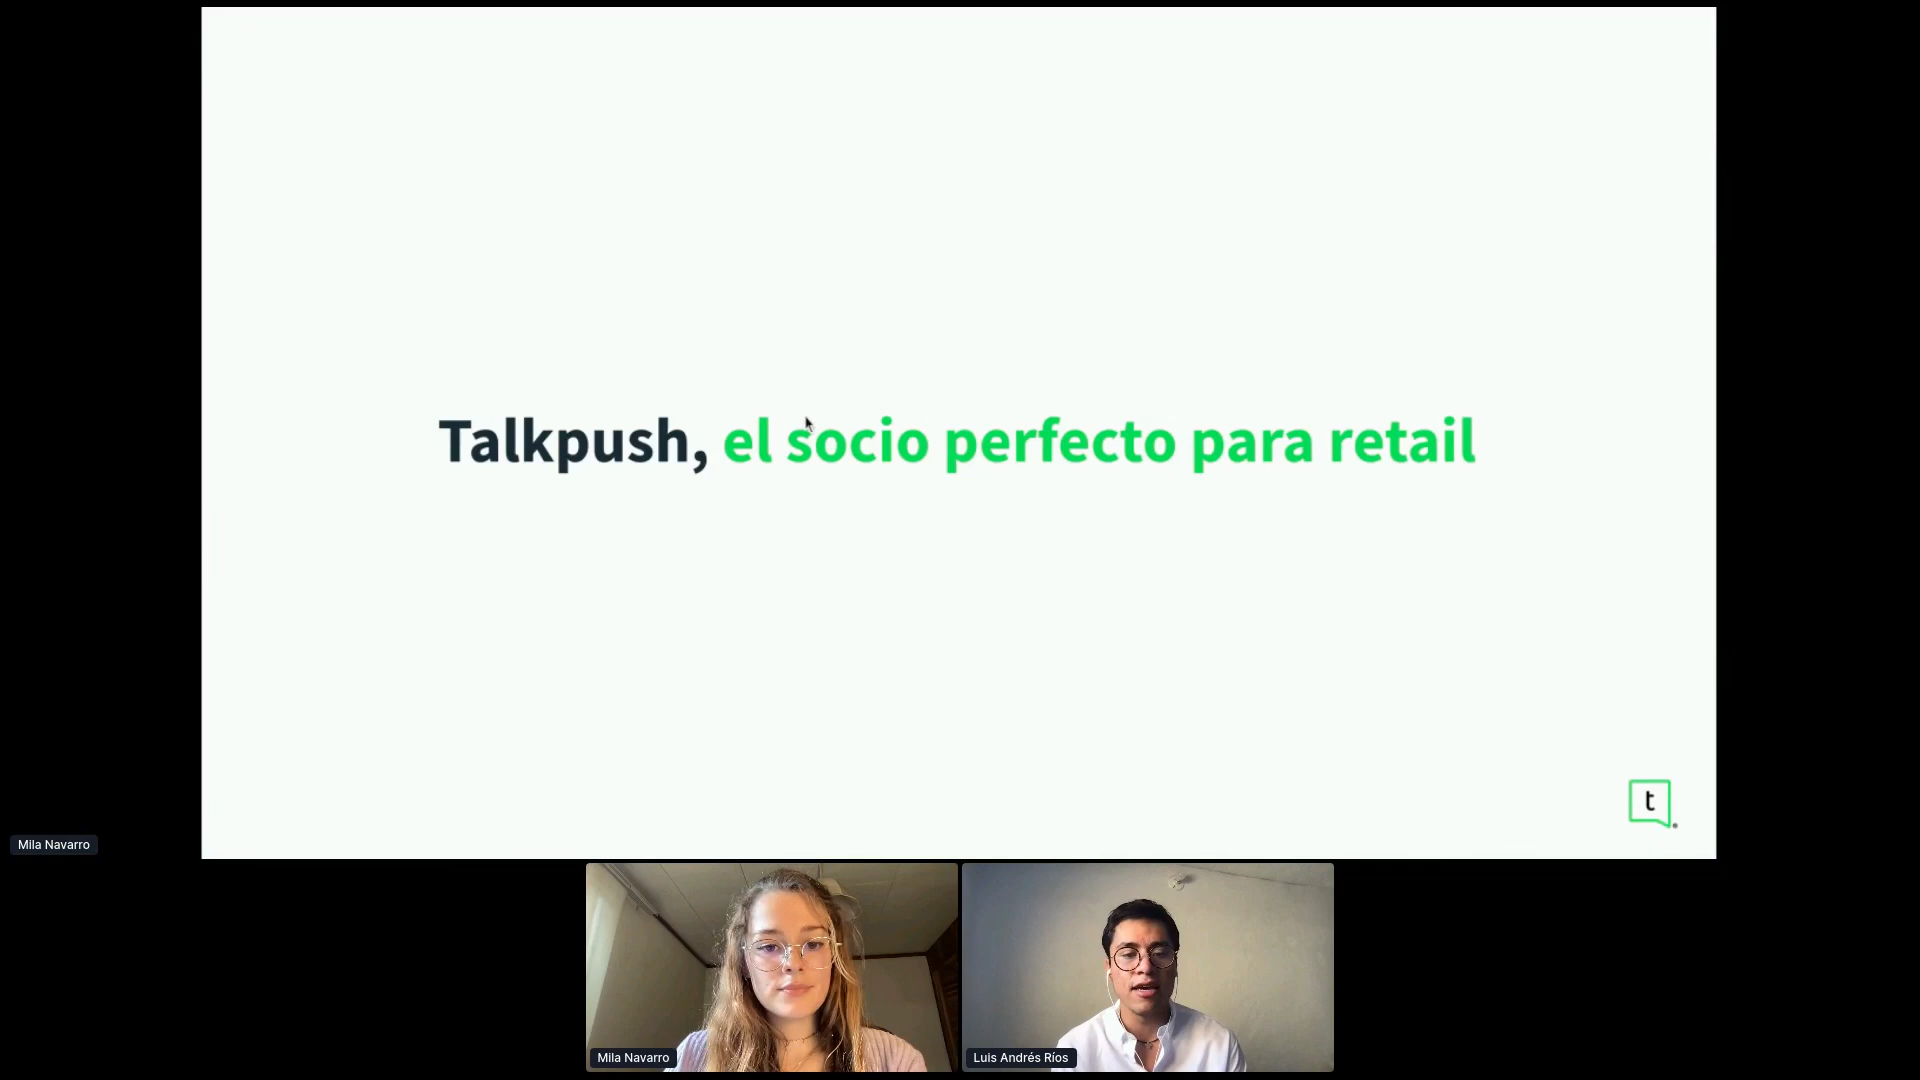 Talkpush, el socio perfecto para retail
t
Mila Navarro
Mila Navarro
Luis Andrés Ríos